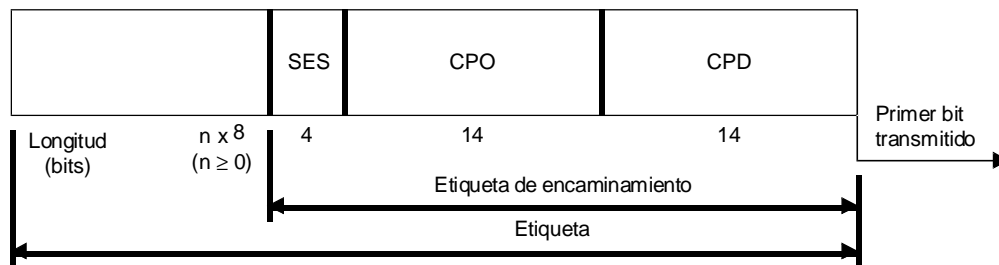 SES CPO CPD
Longitud
(bits)
n x 8
(n ≥ 0)
4 14 14
Primer bit
transmitido
Etiqueta de encaminamiento
Etiqueta